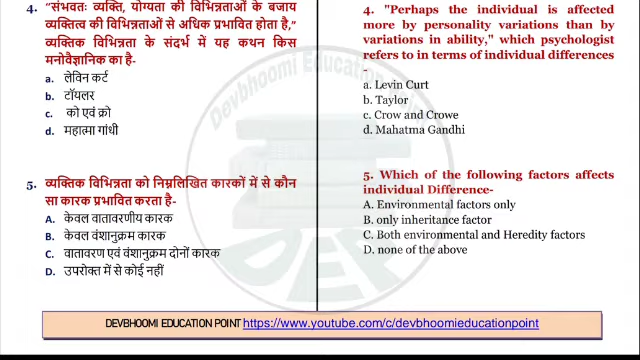 4. "संभवतः व्यक्ति, योग्यता की विभिन्नताओं के बजाय
व्यक्तित्व की विभिन्नताओं से अधिक प्रभावित होता है,”
व्यक्तिक विभिन्नता के संदर्भ में यह कथन किस
मनोवैज्ञानिक का है-
a. लेविन कर्ट
b. टॉयलर
c. को एवं क्रो
d. महात्मा गांधी
5. व्यक्तिक विभिन्नता को निम्नलिखित कारकों में से कौन
सा कारक प्रभावित करता है-
A. केवल वातावरणीय कारक
B. केवल वंशानुक्रम कारक
C. वातावरण एवं वंशानुक्रम दोनों कारक
D. उपरोक्त में से कोई नहीं
4. "Perhaps the individual is affected
more by personality variations than by
variations in ability," which psychologist
refers to in terms of individual differences
-
a. Levin Curt
b. Taylor
c. Crow and Crowe
d. Mahatma Gandhi
5. Which of the following factors affects
individual Difference-
A. Environmental factors only
B. only inheritance factor
C. Both environmental and Heredity factors
D. none of the above
Devbhoomi Education Point
DEVBHOOMI EDUCATION POINT https://www.youtube.com/c/devbhoomieducationpoint